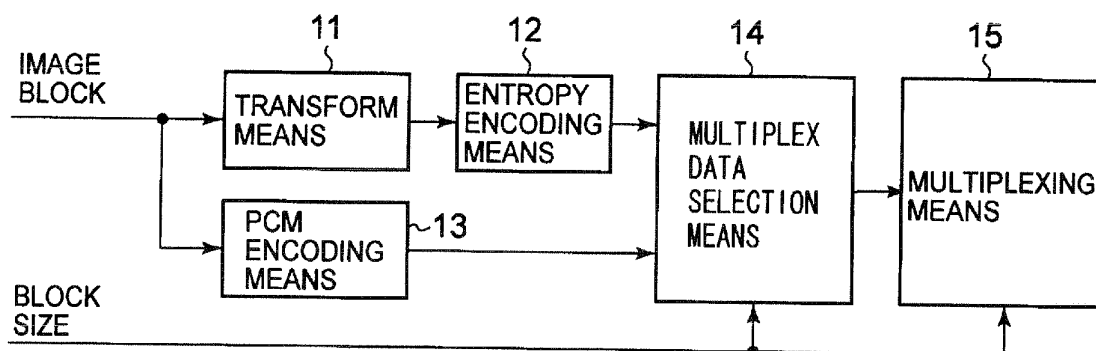 11
12
14
15
IMAGE
BLOCK
TRANSFORM
MEANS
ENTROPY
ENCODING
MEANS
MULTIPLEX
DATA
SELECTION
MEANS
MULTIPLEXING
MEANS
PCM
ENCODING
MEANS
13
BLOCK
SIZE